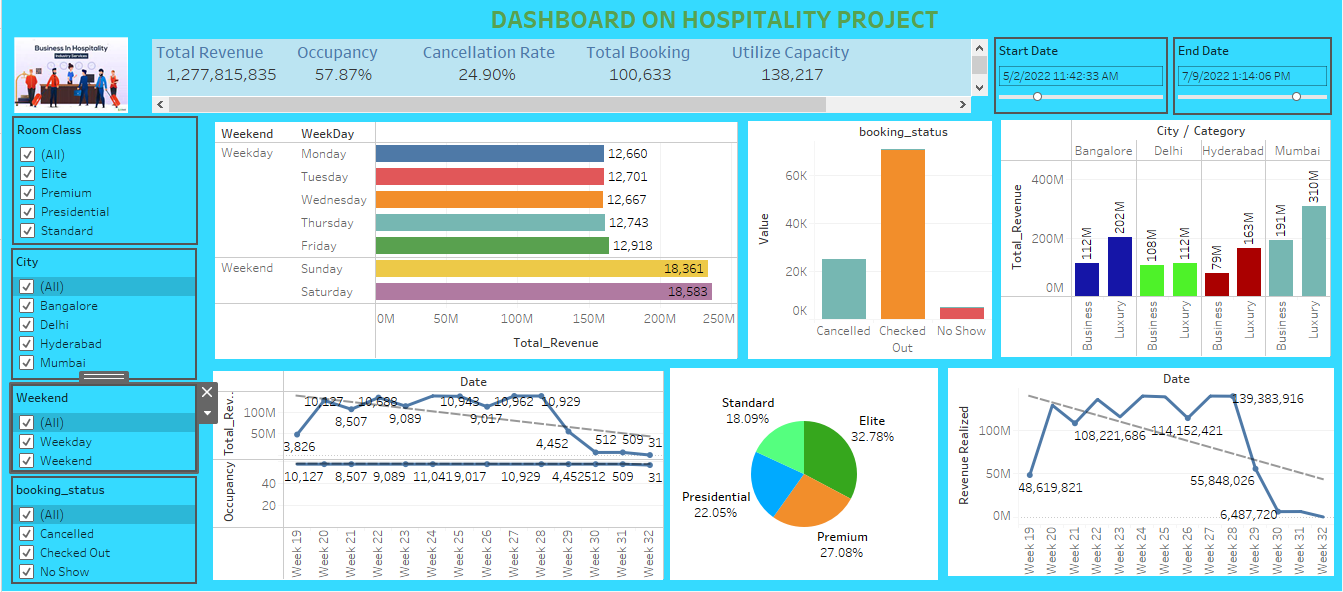 DASHBOARD ON HOSPITALITY PROJECT
Business In Hospitality
Industry Services
Total Revenue Occupancy Cancellation Rate Total Booking Utilize Capacity
1,277,815,835 57.87% 24.90% 100,633 138,217
Start Date
5/2/2022 11:42:33 AM
End Date
7/9/2022 1:14:06 PM
Room Class
(All)
Elite
Premium
Presidential
Standard
City
(All)
Bangalore
Delhi
Hyderabad
Mumbai
Weekend
(All)
Weekday
Weekend
booking_status
(All)
Cancelled
Checked Out
No Show
Weekend WeekDay
Weekday Monday 12,660
Tuesday 12,701
Wednesday 12,667
Thursday 12,743
Friday 12,918
Weekend Sunday 18,361
Saturday 18,583
0M 50M 100M 150M 200M 250M
Total_Revenue
booking_status
Value
60K
40K
20K
0K
Cancelled Checked Out No Show
City / Category
Bangalore Delhi Hyderabad Mumbai
Total_Revenue
400M
200M
0M
112M 202M 108M 112M 79M 163M 191M 310M
Business Luxury Business Luxury Business Luxury Business Luxury
Date
Total_Rev..
100M
50M
3,826 10,127 8,507 10,688 9,089 10,943 9,017 10,962 10,929 4,452 512 509 31
Occupancy
40
20
10,127 8,507 9,089 11,041 9,017 10,929 4,452 512 509 31
Week 19 Week 20 Week 21 Week 22 Week 23 Week 24 Week 25 Week 26 Week 27 Week 28 Week 29 Week 30 Week 31 Week 32
Standard
18.09%
Elite
32.78%
Presidential
22.05%
Premium
27.08%
Date
Revenue Realized
100M
50M
0M
48,619,821 108,221,686 114,152,421 139,383,916 55,848,026 6,487,720
Week 19 Week 20 Week 21 Week 22 Week 23 Week 24 Week 25 Week 26 Week 27 Week 28 Week 29 Week 30 Week 31 Week 32